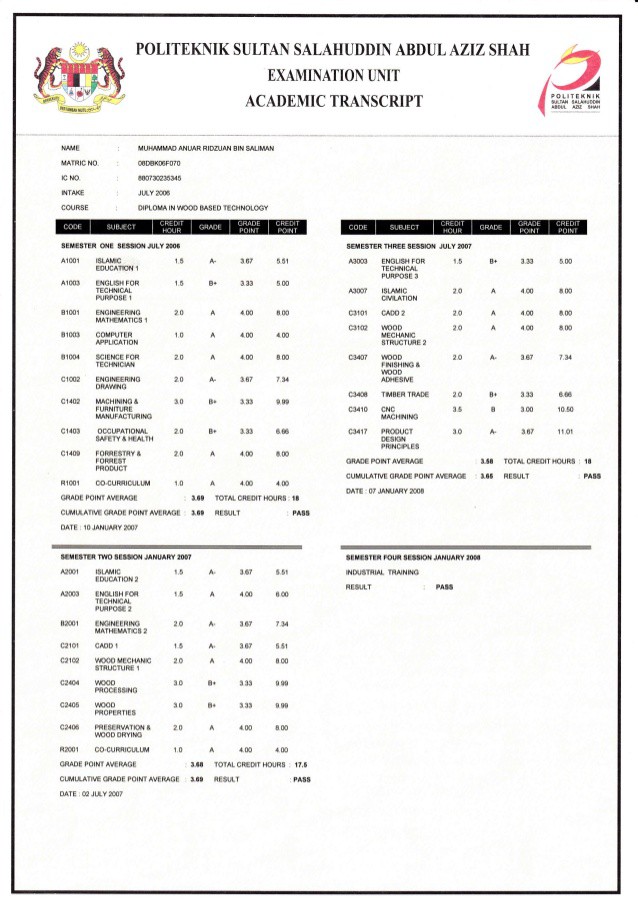 POLITEKNIK SULTAN SALAHUDDIN ABDUL AZIZ SHAH
EXAMINATION UNIT
ACADEMIC TRANSCRIPT
POLITEKNIK
SULTAN SALAHUDDIN
ABDUL AZIZ SHAH
NAME : MUHAMMAD ANUAR RIDZUAN BIN SALIMAN
MATRIC NO. : 08DBK06F070
IC NO. : 880730235345
INTAKE : JULY 2006
COURSE : DIPLOMA IN WOOD BASED TECHNOLOGY
CODE SUBJECT CREDIT HOUR GRADE GRADE POINT CREDIT POINT
SEMESTER ONE SESSION JULY 2006
A1001 ISLAMIC 1.5 A- 3.67 5.51
EDUCATION 1
A1003 ENGLISH FOR 1.5 B+ 3.33 5.00
TECHNICAL
PURPOSE 1
B1001 ENGINEERING 2.0 A 4.00 8.00
MATHEMATICS 1
B1003 COMPUTER 1.0 A 4.00 4.00
APPLICATION
B1004 SCIENCE FOR 2.0 A 4.00 8.00
TECHNICIAN
C1002 ENGINEERING 2.0 A- 3.67 7.34
DRAWING
C1402 MACHINING & 3.0 B+ 3.33 9.99
FURNITURE
MANUFACTURING
C1403 OCCUPATIONAL 2.0 B+ 3.33 6.66
SAFETY & HEALTH
C1409 FORRESTRY & 2.0 A 4.00 8.00
FORREST
PRODUCT
R1001 CO-CURRICULUM 1.0 A 4.00 4.00
GRADE POINT AVERAGE : 3.69 TOTAL CREDIT HOURS : 18
CUMULATIVE GRADE POINT AVERAGE : 3.69 RESULT : PASS
DATE : 10 JANUARY 2007
SEMESTER TWO SESSION JANUARY 2007
A2001 ISLAMIC 1.5 A- 3.67 5.51
EDUCATION 2
A2003 ENGLISH FOR 1.5 A 4.00 6.00
TECHNICAL
PURPOSE 2
B2001 ENGINEERING 2.0 A- 3.67 7.34
MATHEMATICS 2
C2101 CADD 1 1.5 A- 3.67 5.51
C2102 WOOD MECHANIC 2.0 A 4.00 8.00
STRUCTURE 1
C2404 WOOD 3.0 B+ 3.33 9.99
PROCESSING
C2405 WOOD 3.0 B+ 3.33 9.99
PROPERTIES
C2406 PRESERVATION & 2.0 A 4.00 8.00
WOOD DRYING
R2001 CO-CURRICULUM 1.0 A 4.00 4.00
GRADE POINT AVERAGE : 3.68 TOTAL CREDIT HOURS : 17.5
CUMULATIVE GRADE POINT AVERAGE : 3.69 RESULT : PASS
DATE : 02 JULY 2007
CODE SUBJECT CREDIT HOUR GRADE GRADE POINT CREDIT POINT
SEMESTER THREE SESSION JULY 2007
A3003 ENGLISH FOR 1.5 B+ 3.33 5.00
TECHNICAL
PURPOSE 3
A3007 ISLAMIC 2.0 A 4.00 8.00
CIVILATION
C3101 CADD 2 2.0 A 4.00 8.00
C3102 WOOD 2.0 A 4.00 8.00
MECHANIC
STRUCTURE 2
C3407 WOOD 2.0 A- 3.67 7.34
FINISHING &
WOOD
ADHESIVE
C3408 TIMBER TRADE 2.0 B+ 3.33 6.66
C3410 CNC 3.5 B 3.00 10.50
MACHINING
C3417 PRODUCT 3.0 A- 3.67 11.01
DESIGN
PRINCIPLES
GRADE POINT AVERAGE : 3.58 TOTAL CREDIT HOURS : 18
CUMULATIVE GRADE POINT AVERAGE : 3.65 RESULT : PASS
DATE : 07 JANUARY 2008
SEMESTER FOUR SESSION JANUARY 2008
INDUSTRIAL TRAINING
RESULT : PASS